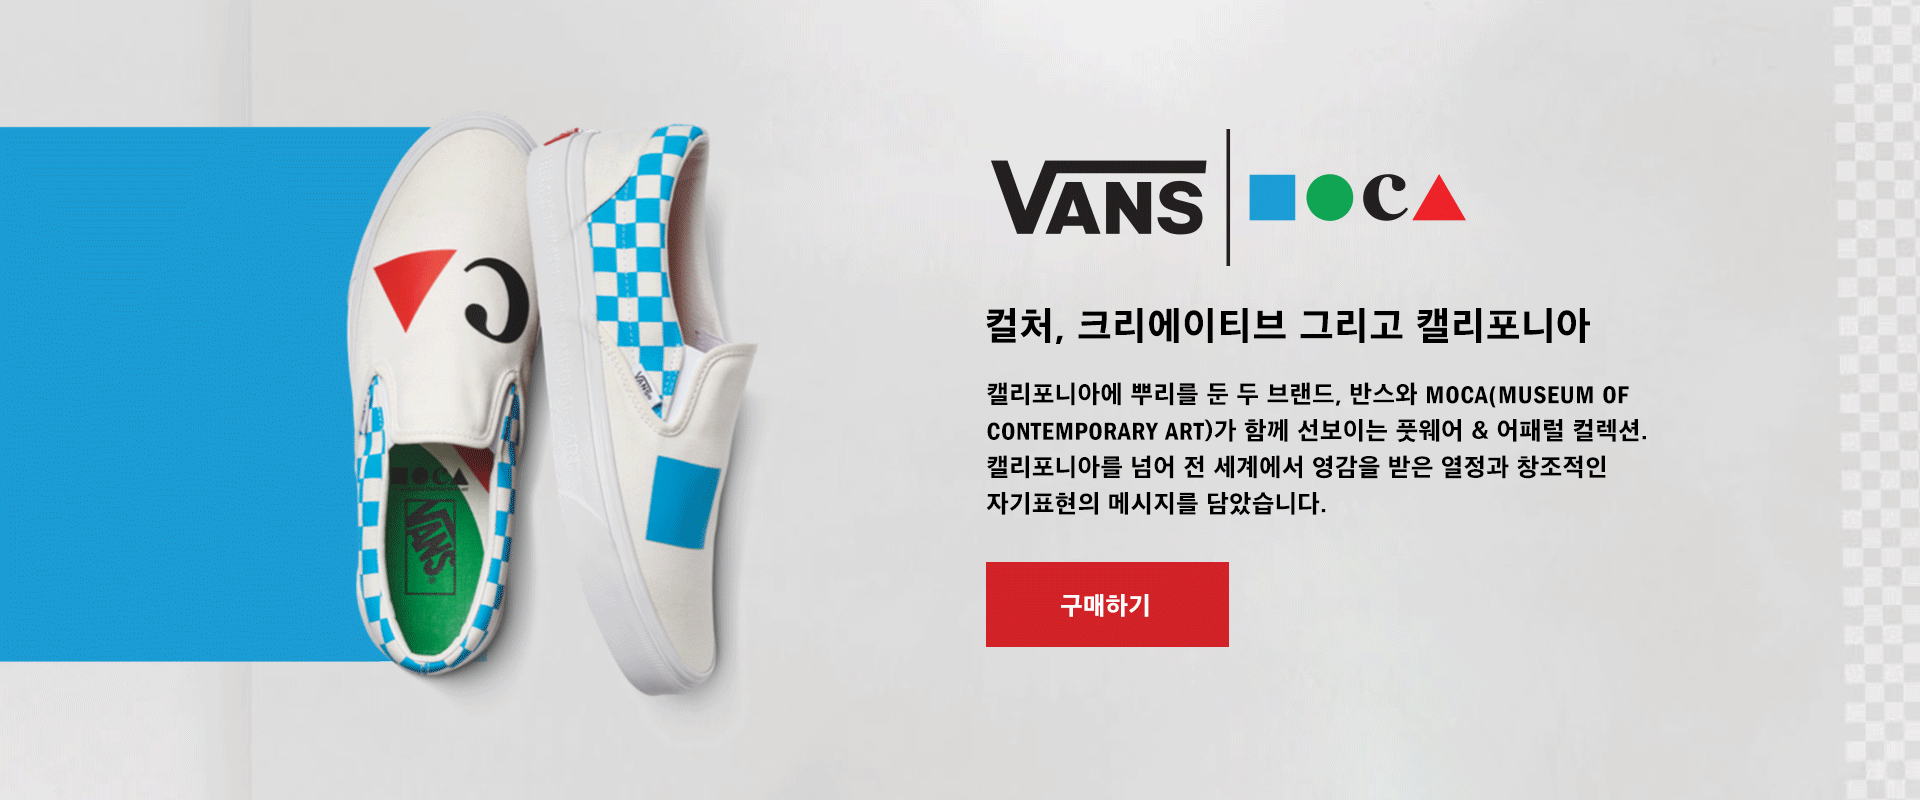 VANS
MOCA
컬처, 크리에이티브 그리고 캘리포니아
캘리포니아에 뿌리를 둔 두 브랜드, 반스와 MOCA(MUSEUM OF
CONTEMPORARY ART)가 함께 선보이는 풋웨어 & 어패럴 컬렉션.
캘리포니아를 넘어 전 세계에서 영감을 받은 열정과 창조적인
자기표현의 메시지를 담았습니다.
구매하기
C
MOCA
VANS
VANS